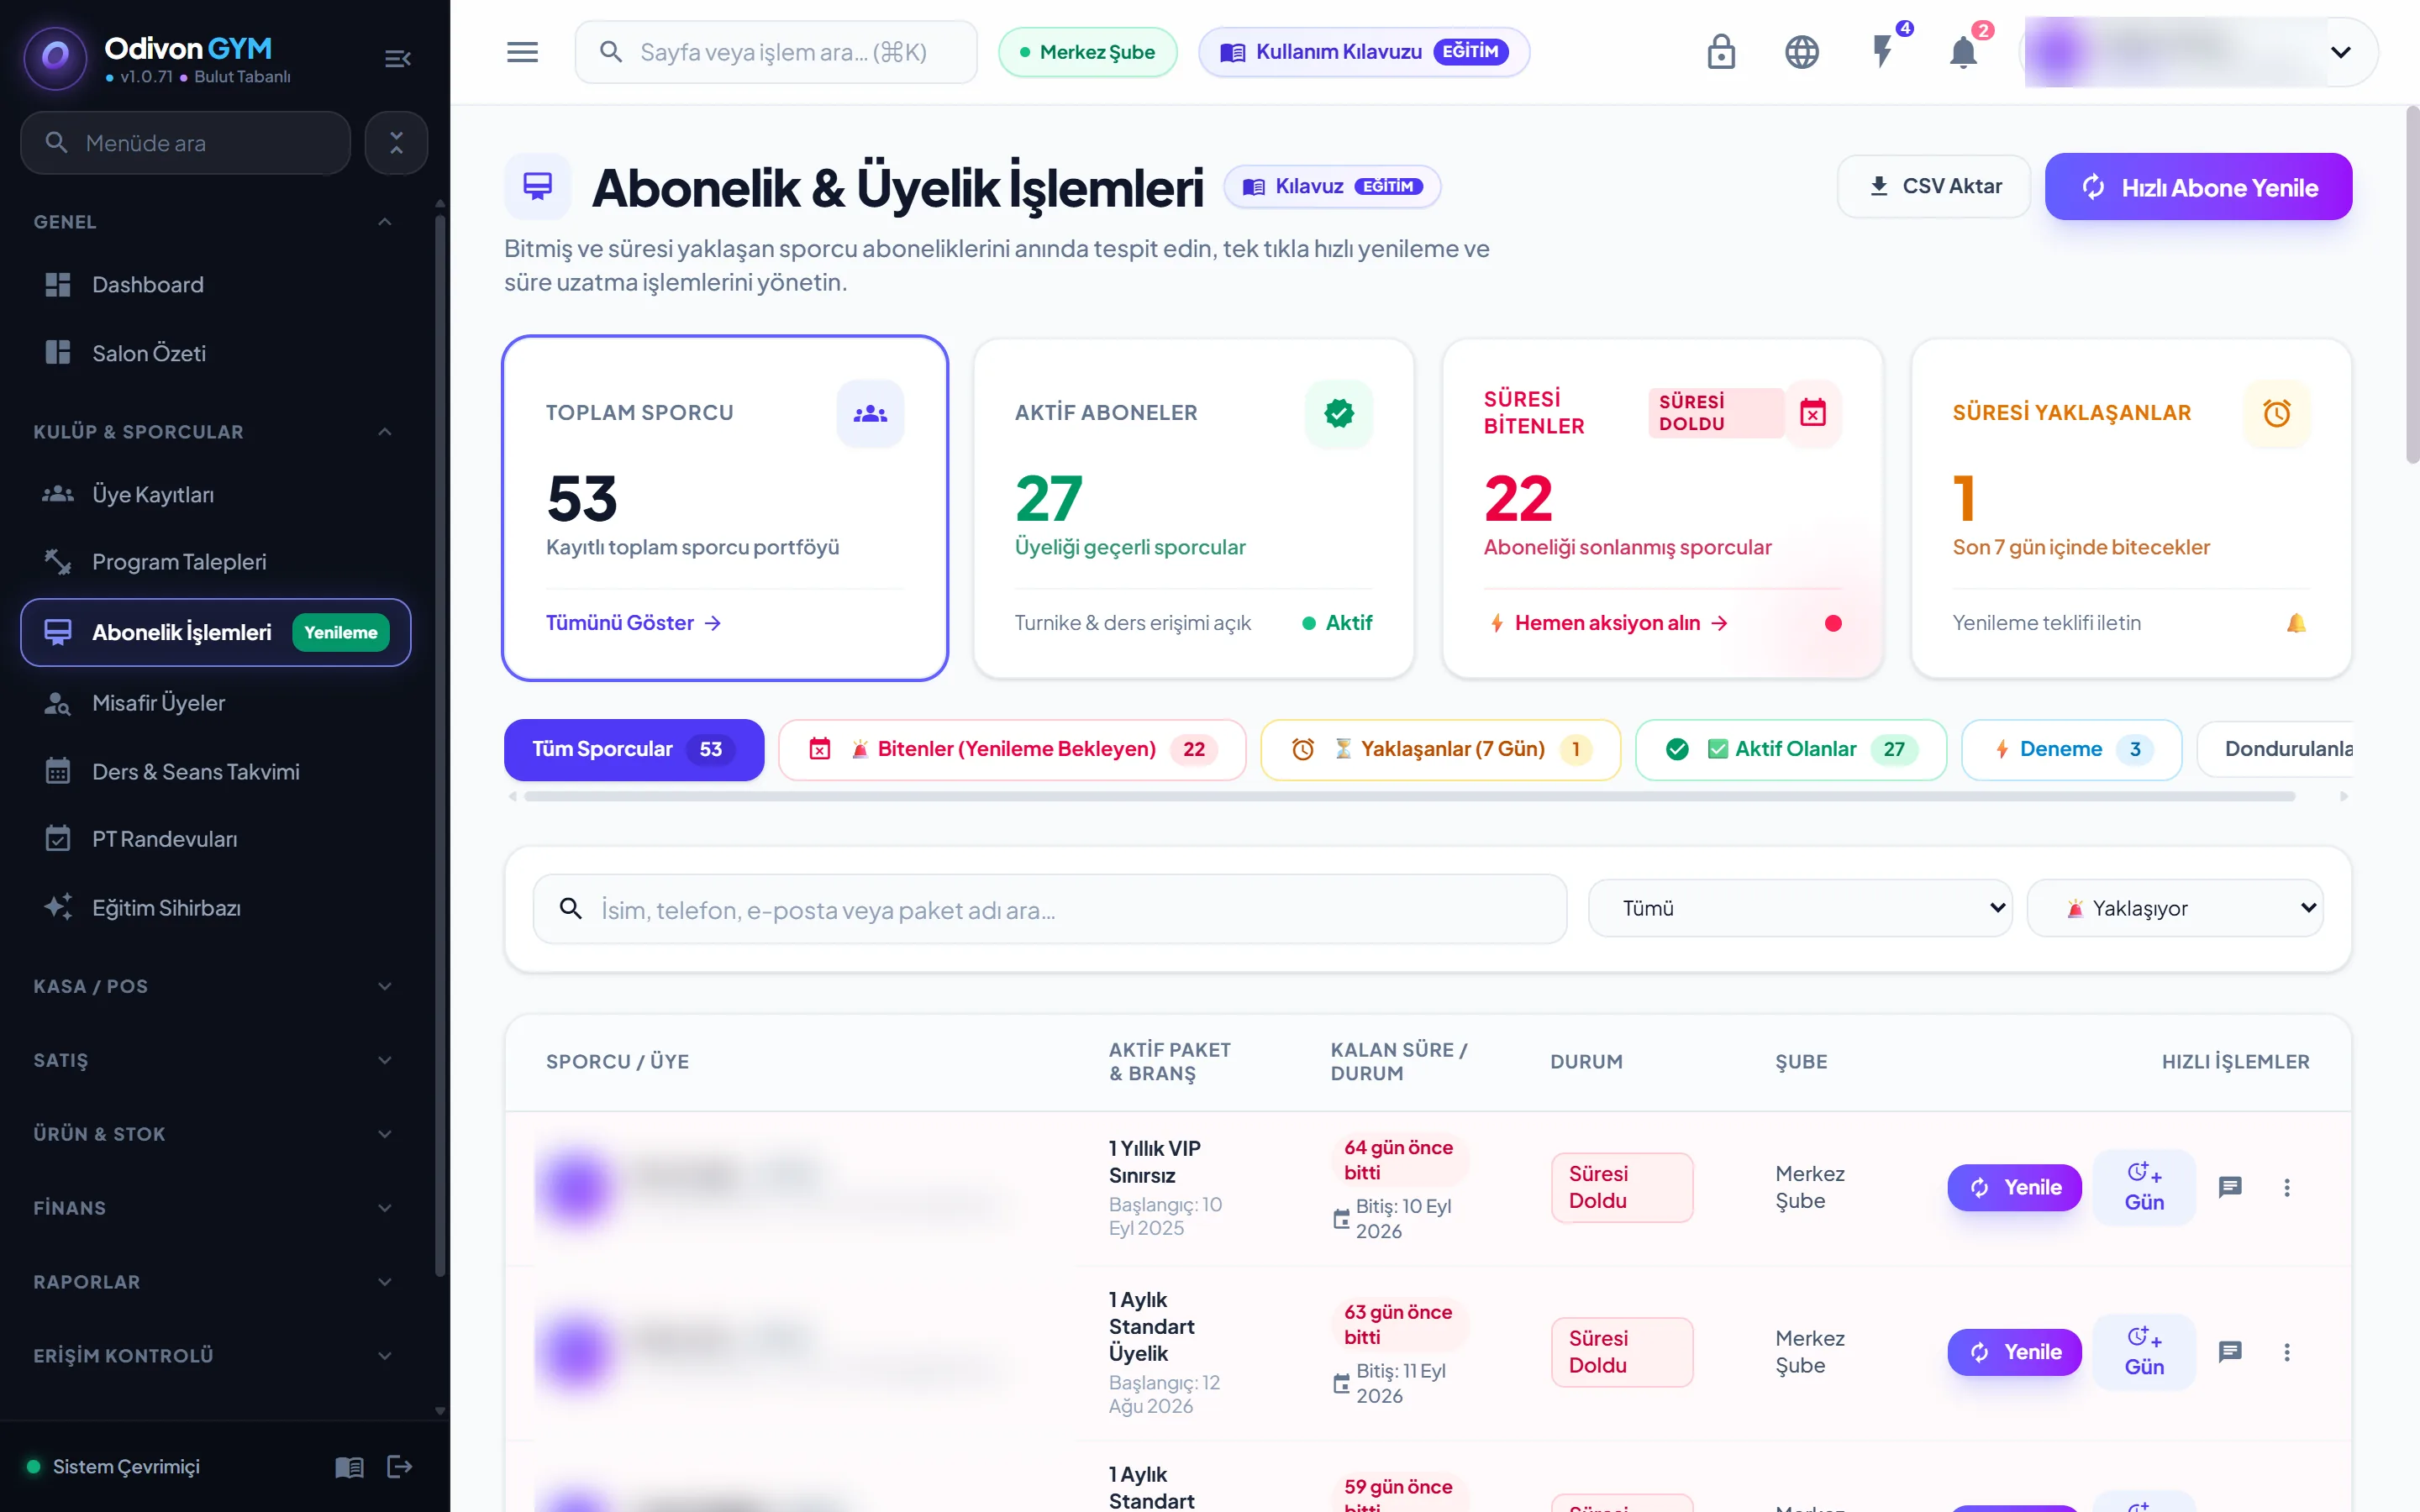 Odivon GYM
v1.0.71 ● Bulut Tabanlı
Menüde ara
GENEL
Dashboard
Salon Özeti
KULÜP & SPORCULAR
Üye Kayıtları
Program Talepleri
Abonelik İşlemleri Yenileme
Misafir Üyeler
Ders & Seans Takvimi
PT Randevuları
Eğitim Sihirbazı
KASA / POS
SATIŞ
ÜRÜN & STOK
FİNANS
RAPORLAR
ERİŞİM KONTROLÜ
Sistem Çevrimiçi
Sayfa veya işlem ara... (⌘K)
Merkez Şube
Kullanım Kılavuzu EĞİTİM
4
2
Abonelik & Üyelik İşlemleri
Kılavuz EĞİTİM
CSV Aktar
Hızlı Abone Yenile
Bitmiş ve süresi yaklaşan sporcu aboneliklerini anında tespit edin, tek tıkla hızlı yenileme ve
süre uzatma işlemlerini yönetin.
TOPLAM SPORCU
53
Kayıtlı toplam sporcu portföyü
Tümünü Göster →
AKTİF ABONELER
27
Üyeliği geçerli sporcular
Turnike & ders erişimi açık
Aktif
SÜRESİ
BİTENLER
SÜRESİ
DOLDU
22
Aboneliği sonlanmış sporcular
⚡ Hemen aksiyon alın →
SÜRESİ YAKLAŞANLAR
1
Son 7 gün içinde bitecekler
Yenileme teklifi iletin
Tüm Sporcular 53
🚨 Bitenler (Yenileme Bekleyen) 22
⏳ Yaklaşanlar (7 Gün) 1
✅ Aktif Olanlar 27
⚡ Deneme 3
Dondurulanla
İsim, telefon, e-posta veya paket adı ara...
Tümü
🚨 Yaklaşıyor
SPORCU / ÜYE
AKTİF PAKET
& BRANŞ
KALAN SÜRE /
DURUM
DURUM
ŞUBE
HIZLI İŞLEMLER
1 Yıllık VIP
Sınırsız
Başlangıç: 10
Eyl 2025
64 gün önce
bitti
Bitiş: 10 Eyl
2026
Süresi
Doldu
Merkez
Şube
Yenile
+
Gün
1 Aylık
Standart
Üyelik
Başlangıç: 12
Ağu 2026
63 gün önce
bitti
Bitiş: 11 Eyl
2026
Süresi
Doldu
Merkez
Şube
Yenile
+
Gün
1 Aylık
Standart
59 gün önce
bitti